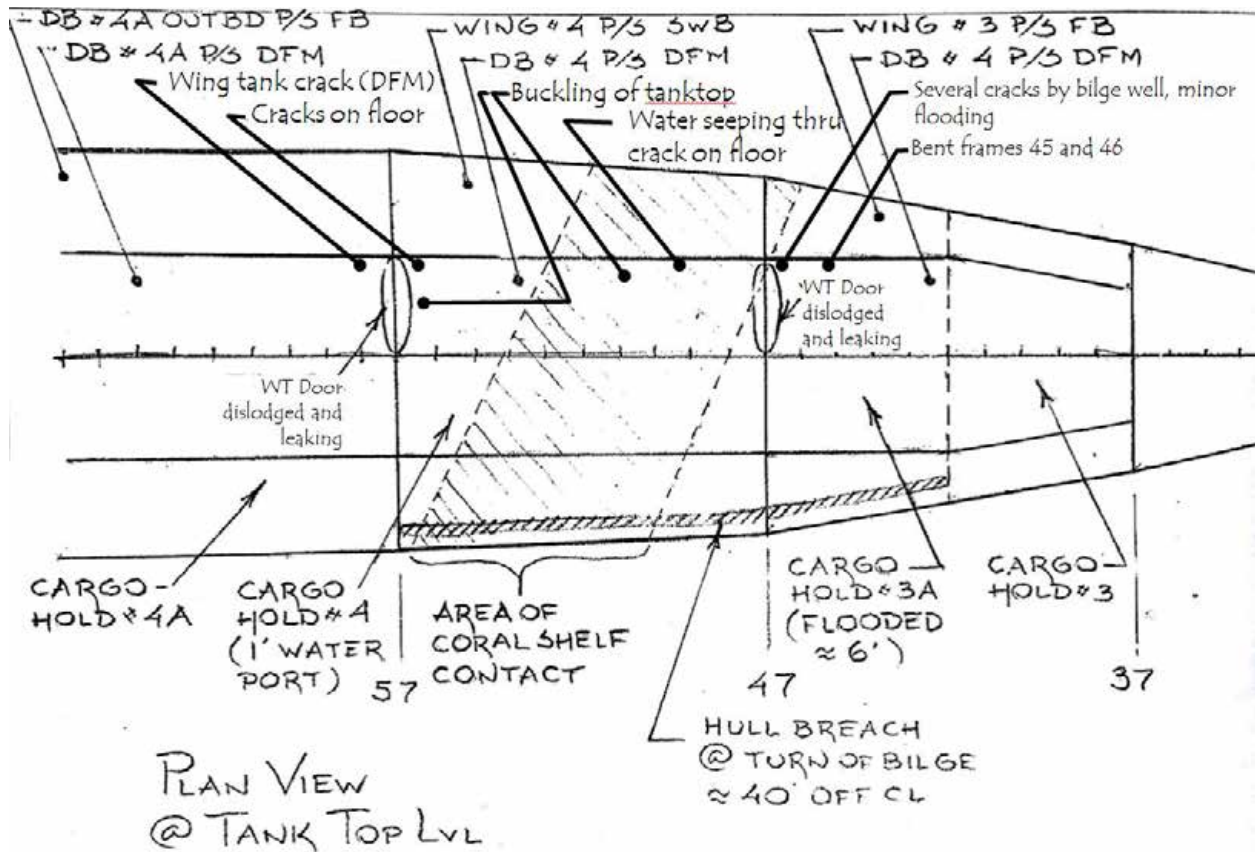 DB # 4A OUTBD P/S FB
DB # 4A P/S DFM
Wing tank crack (DFM)
Cracks on floor
WING # 4 P/S SWB
DB # 4 P/S DFM
Buckling of tanktop
Water seeping thru
crack on floor
WING # 3 P/S FB
DB # 4 P/S DFM
Several cracks by bilge well, minor
flooding
Bent frames 45 and 46
WT Door
dislodged and
leaking
WT Door
dislodged
and leaking
CARGO
HOLD # 4A
CARGO
HOLD # 4
(1' WATER
PORT)
57
AREA OF
CORAL SHELF
CONTACT
CARGO
HOLD # 3A
(FLOODED
≈ 6')
47
CARGO
HOLD # 3
37
HULL BREACH
@ TURN OF BILGE
≈ 40' OFF CL
PLAN VIEW
@ TANK TOP LVL